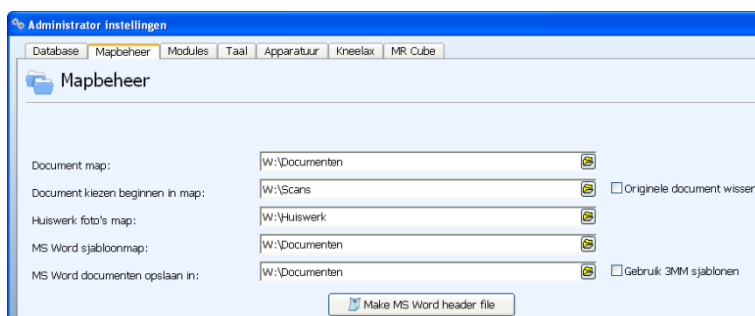 Administrator instellingen
Database Mapbeheer Modules Taal Apparatuur Kneelax MR Cube
Mapbeheer
Document map: W:\Documenten
Document kiezen beginnen in map: W:\Scans Originele document wissen
Huiswerk foto's map: W:\Huiswerk
MS Word sjabloonmap: W:\Documenten
MS Word documenten opslaan in: W:\Documenten Gebruik 3MM sjablonen
Make MS Word header file